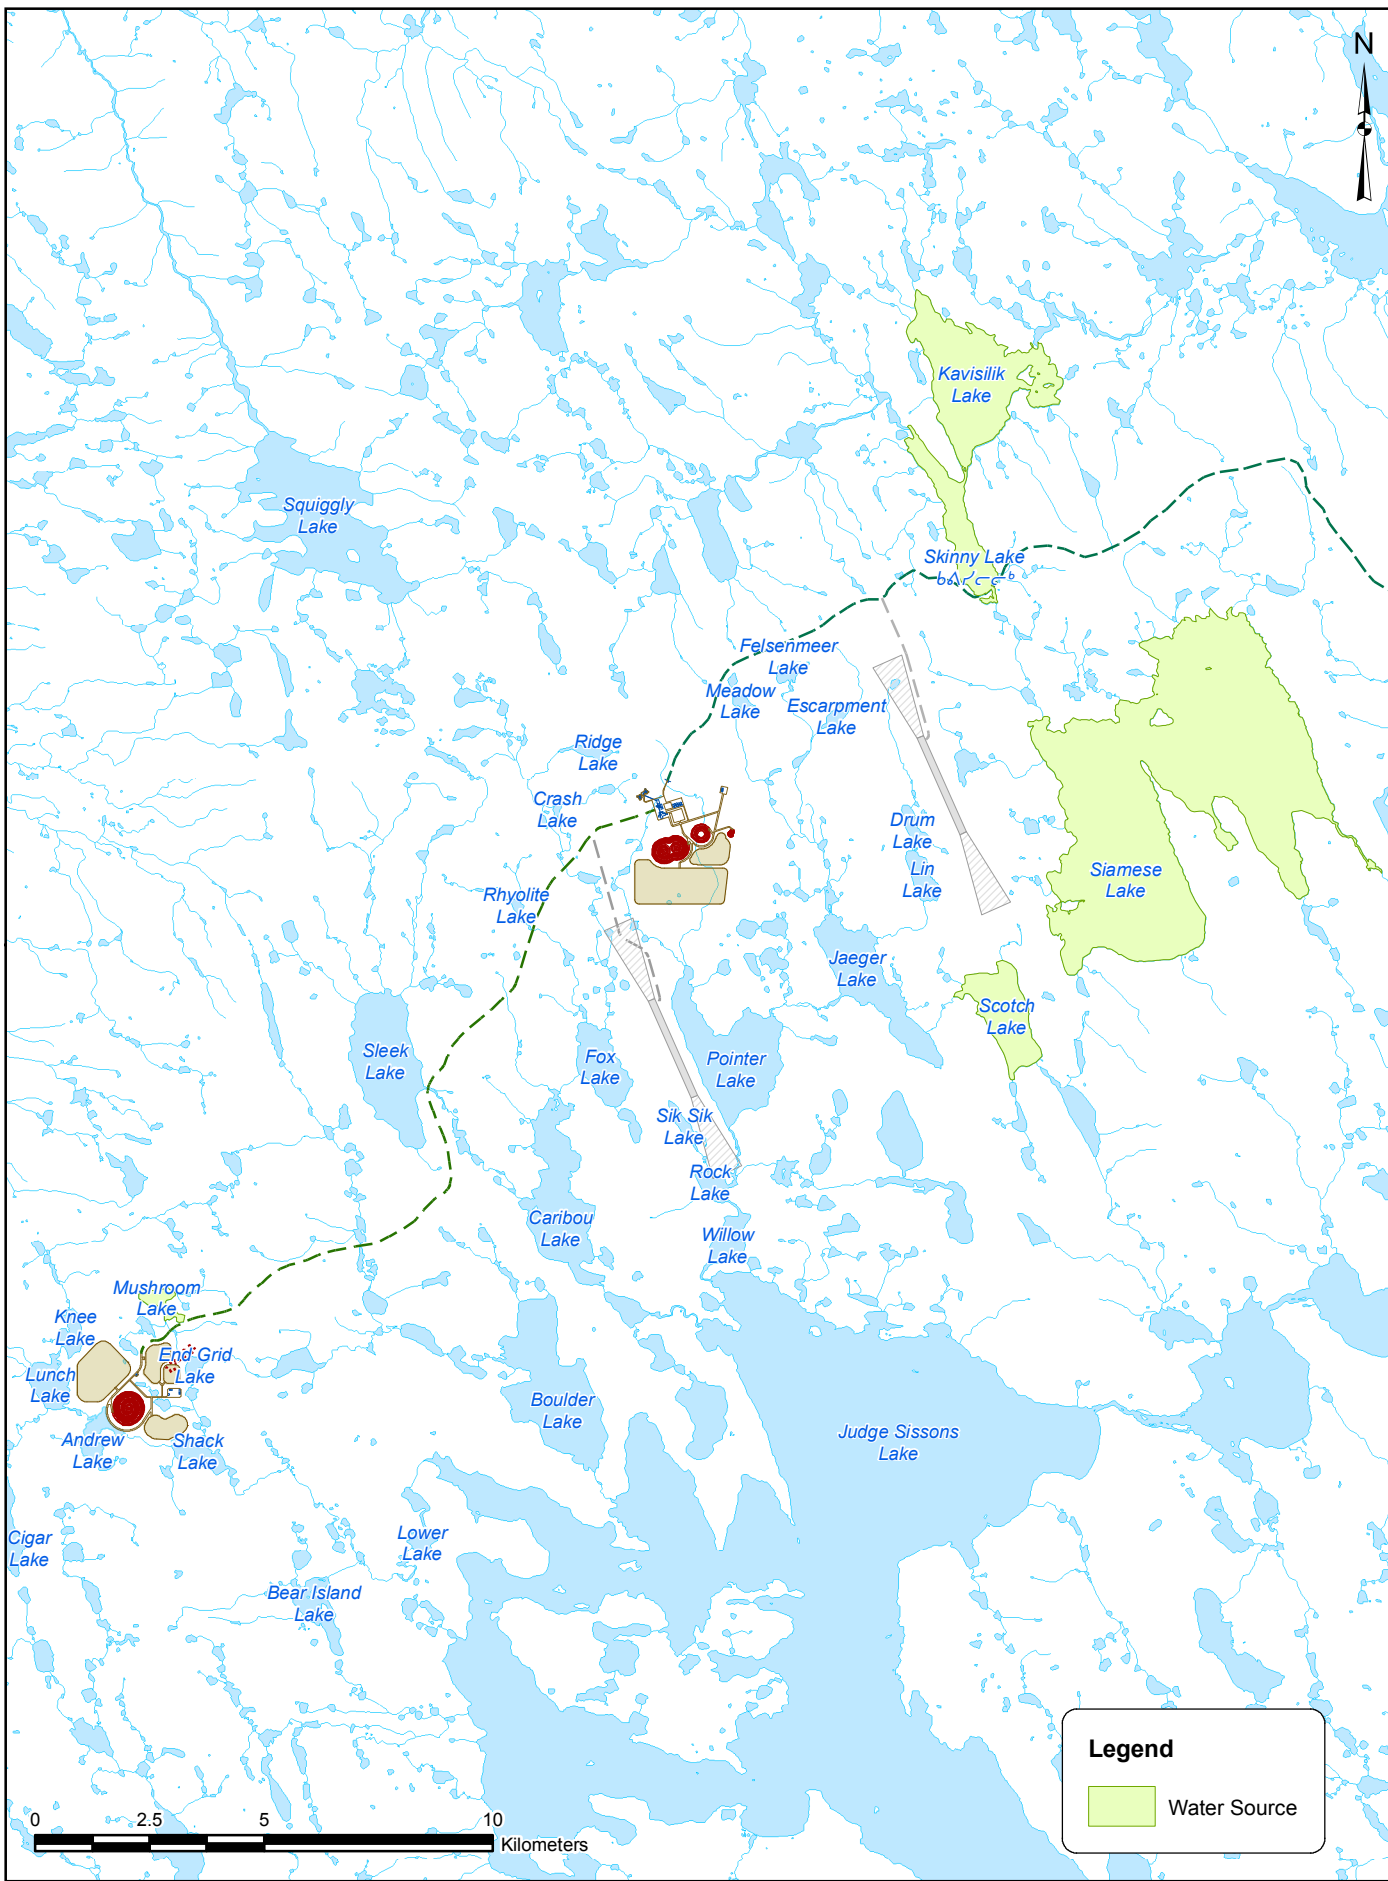 N
Kavisilik
Lake
Squiggly
Lake
Skinny Lake
ᖃᐃᓯᓕᓕᒃ
Felsenmeer
Lake
Meadow
Lake
Escarpment
Lake
Ridge
Lake
Crash
Lake
Drum
Lake
Lin
Lake
Siamese
Lake
Rhyolite
Lake
Jaeger
Lake
Scotch
Lake
Sleek
Lake
Fox
Lake
Pointer
Lake
Sik Sik
Lake
Rock
Lake
Caribou
Lake
Willow
Lake
Mushroom
Lake
Knee
Lake
End Grid
Lake
Lunch
Lake
Boulder
Lake
Andrew
Lake
Shack
Lake
Judge Sissons
Lake
Cigar
Lake
Lower
Lake
Bear Island
Lake
Legend
Water Source
0
2.5
5
10
Kilometers